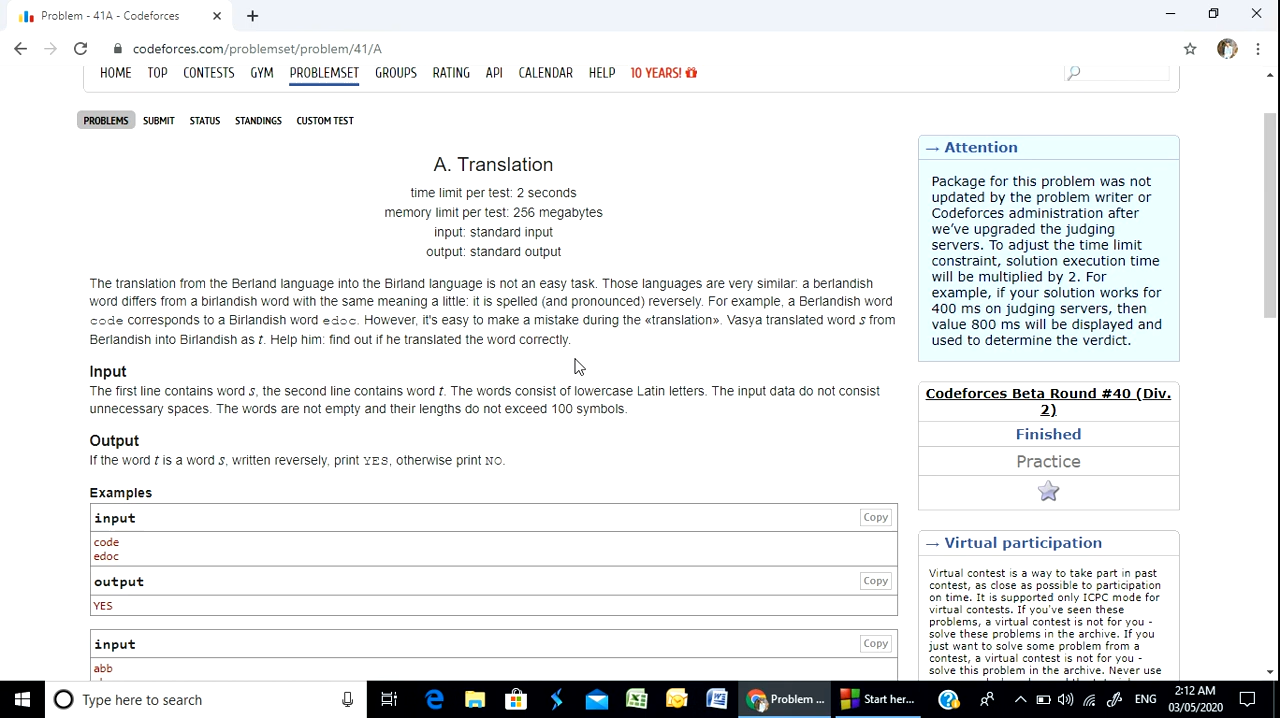 Problem - 41A - Codeforces
codeforces.com/problemset/problem/41/A
HOME TOP CONTESTS GYM PROBLEMSET GROUPS RATING API CALENDAR HELP 10 YEARS!
PROBLEMS SUBMIT STATUS STANDINGS CUSTOM TEST
A. Translation
time limit per test: 2 seconds
memory limit per test: 256 megabytes
input: standard input
output: standard output
The translation from the Berland language into the Birland language is not an easy task. Those languages are very similar: a berlandish
word differs from a birlandish word with the same meaning a little: it is spelled (and pronounced) reversely. For example, a Berlandish word
code corresponds to a Birlandish word edoc. However, it's easy to make a mistake during the «translation». Vasya translated word s from
Berlandish into Birlandish as t. Help him: find out if he translated the word correctly.
Input
The first line contains word s, the second line contains word t. The words consist of lowercase Latin letters. The input data do not consist
unnecessary spaces. The words are not empty and their lengths do not exceed 100 symbols.
Output
If the word t is a word s, written reversely, print YES, otherwise print NO.
Examples
input Copy
code
edoc
output Copy
YES
input Copy
abb
→ Attention
Package for this problem was not
updated by the problem writer or
Codeforces administration after
we've upgraded the judging
servers. To adjust the time limit
constraint, solution execution time
will be multiplied by 2. For
example, if your solution works for
400 ms on judging servers, then
value 800 ms will be displayed and
used to determine the verdict.
Codeforces Beta Round #40 (Div.
2)
Finished
Practice
→ Virtual participation
Virtual contest is a way to take part in past
contest, as close as possible to participation
on time. It is supported only ICPC mode for
virtual contests. If you've seen these
problems, a virtual contest is not for you -
solve these problems in the archive. If you
just want to solve some problem from a
contest, a virtual contest is not for you -
solve this problem in the archive. Never use
Type here to search
Problem ...
Start her...
ENG
2:12 AM
03/05/2020